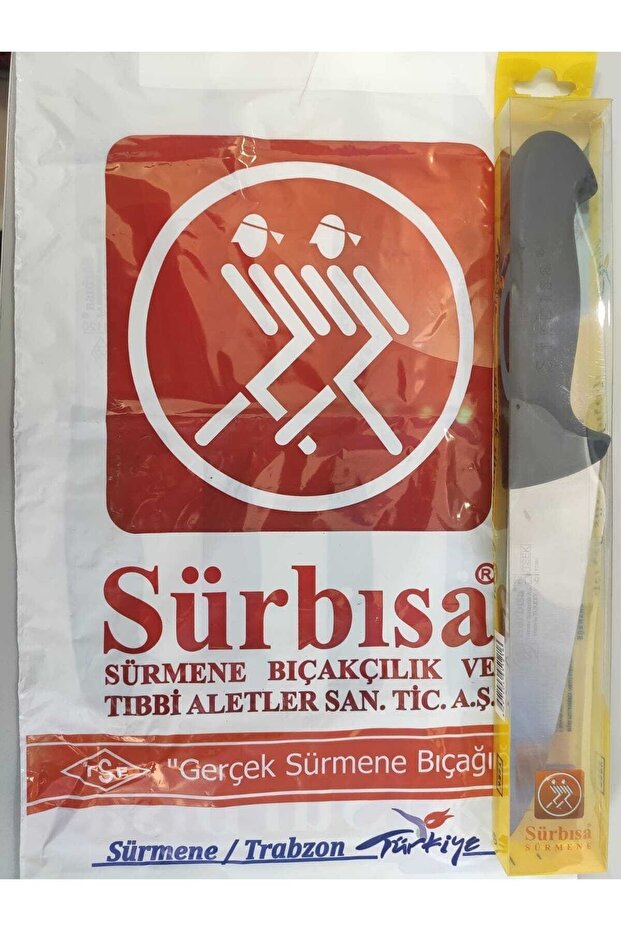 Sürbısa®
SÜRMENE BIÇAKÇILIK VE
TIBBİ ALETLER SAN. TİC. A.Ş.
TSE "Gerçek Sürmene Bıçağı
Sürmene / Trabzon Türkiye
Sürbısa
SÜRMENE